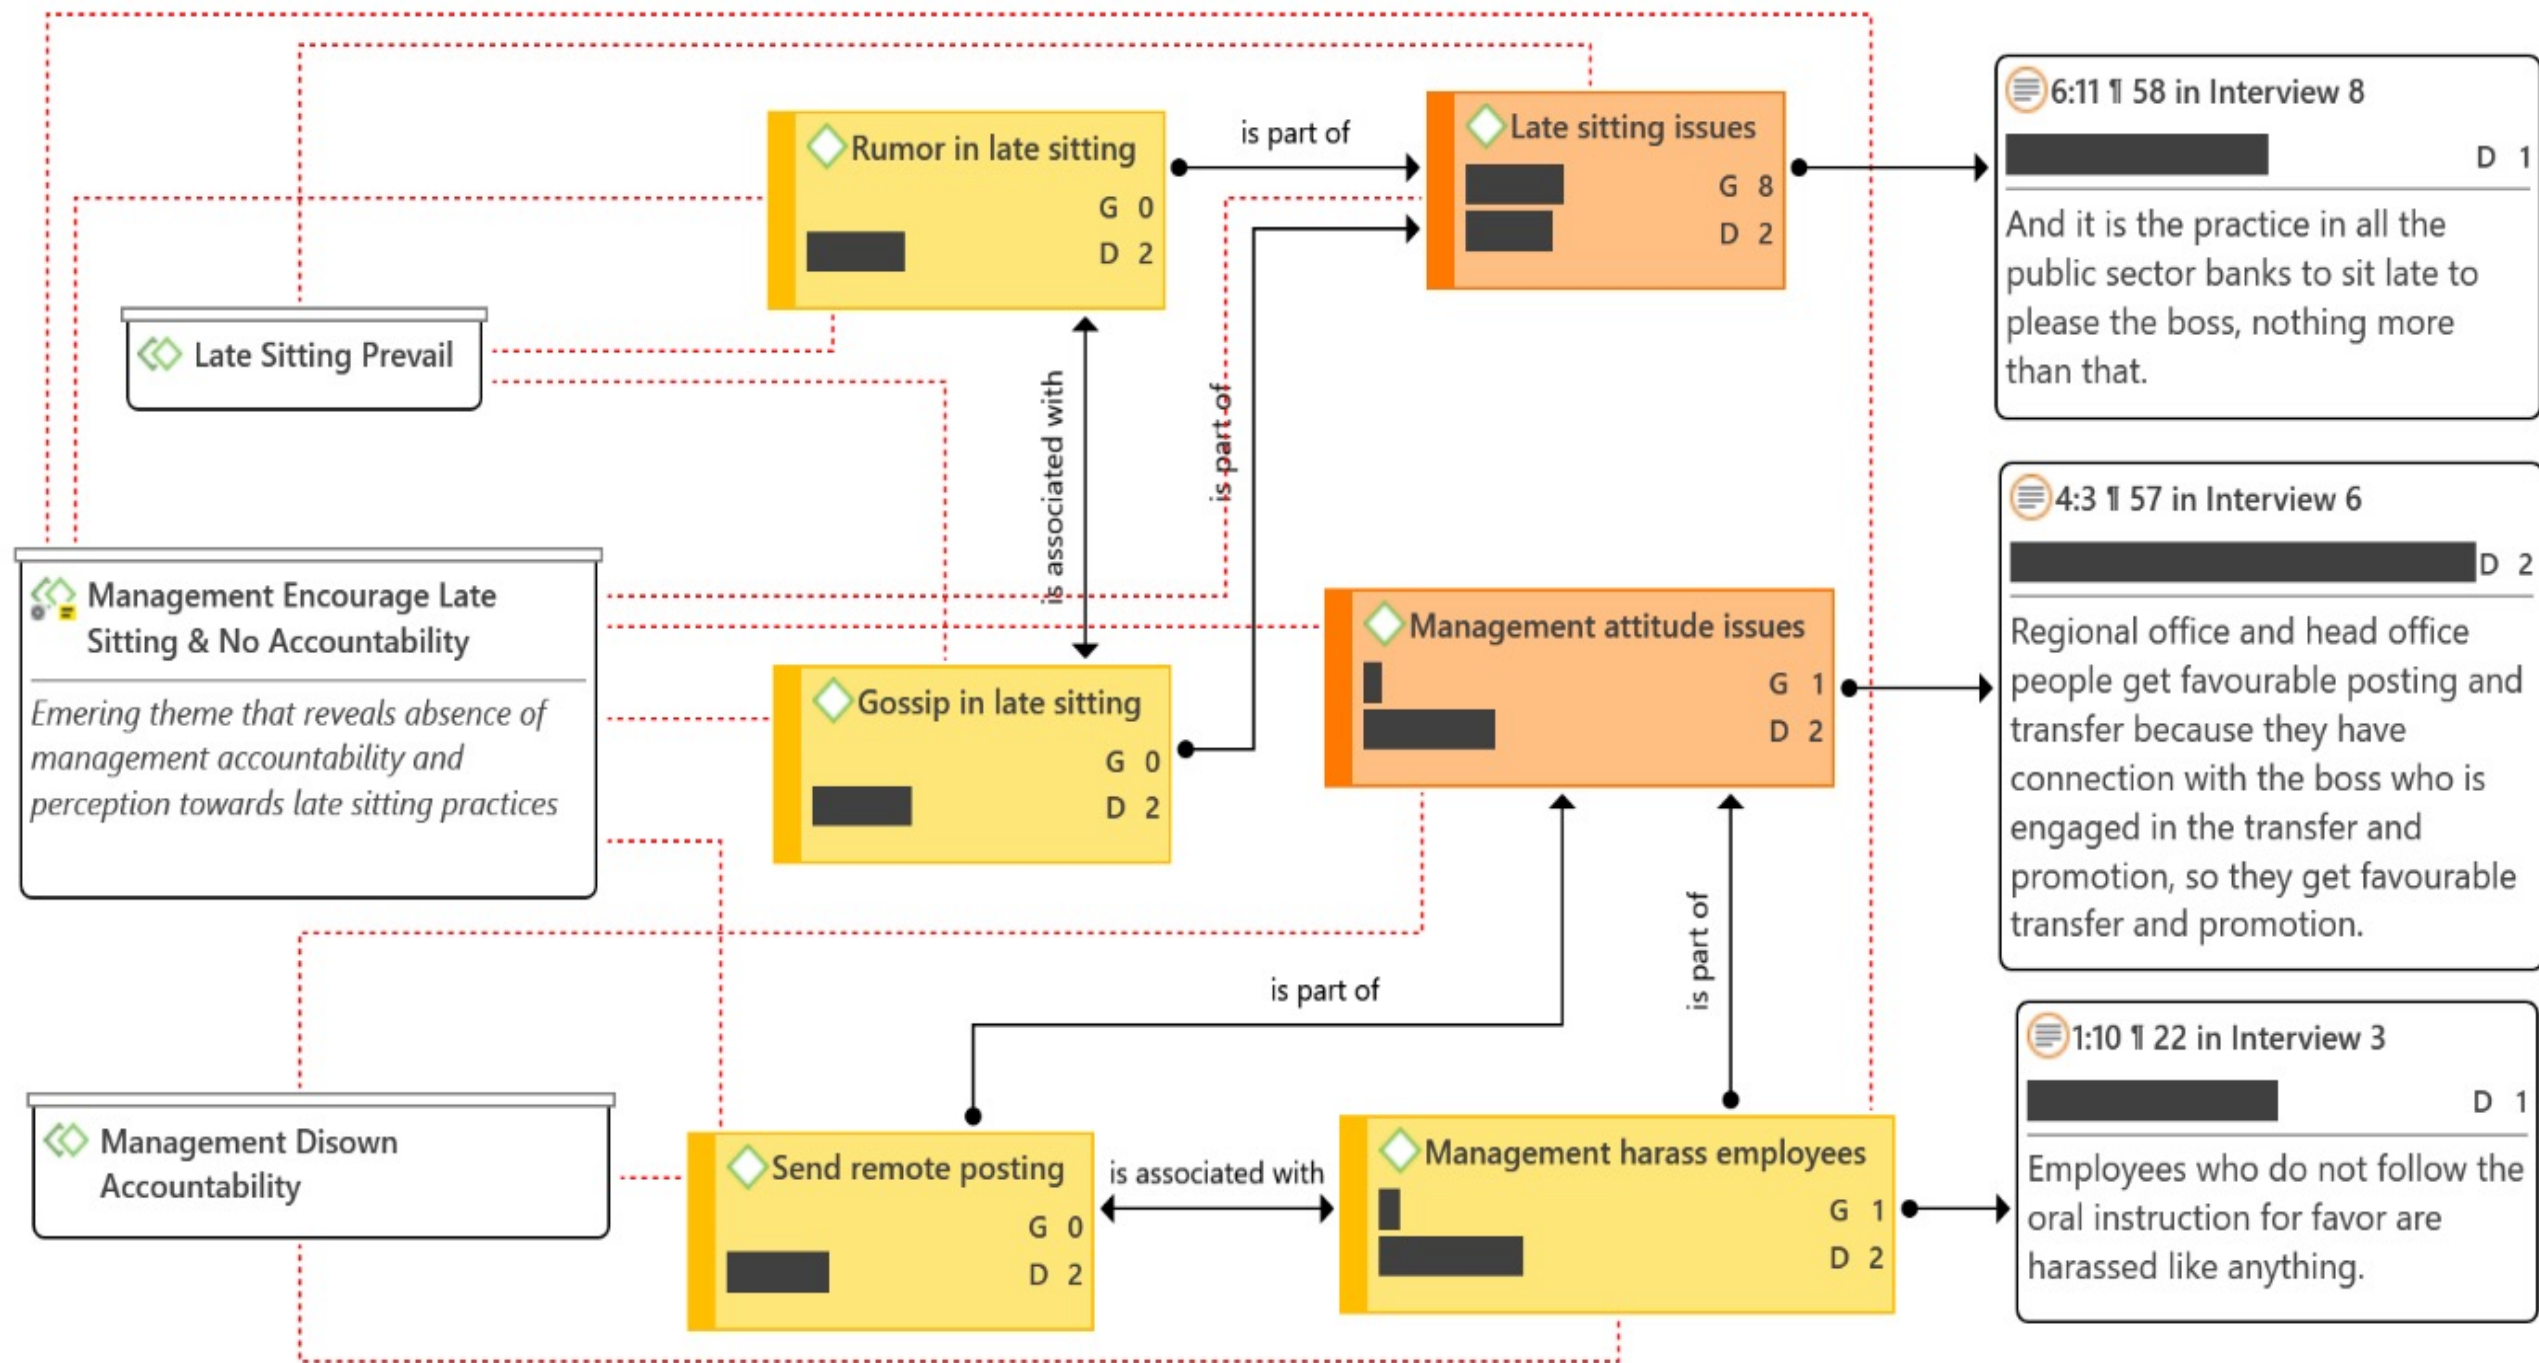 Rumor in late sitting
G 0
D 2
is part of
Late sitting issues
G 8
D 2
6:11 ¶ 58 in Interview 8
D 1
And it is the practice in all the
public sector banks to sit late to
please the boss, nothing more
than that.
Late Sitting Prevail
is associated with
is part of
4:3 ¶ 57 in Interview 6
D 2
Regional office and head office
people get favourable posting and
transfer because they have
connection with the boss who is
engaged in the transfer and
promotion, so they get favourable
transfer and promotion.
Management Encourage Late
Sitting & No Accountability
Emering theme that reveals absence of
management accountability and
perception towards late sitting practices
Management attitude issues
G 1
D 2
Gossip in late sitting
G 0
D 2
is part of
is part of
Management Disown
Accountability
Send remote posting
G 0
D 2
is associated with
Management harass employees
G 1
D 2
1:10 ¶ 22 in Interview 3
D 1
Employees who do not follow the
oral instruction for favor are
harassed like anything.